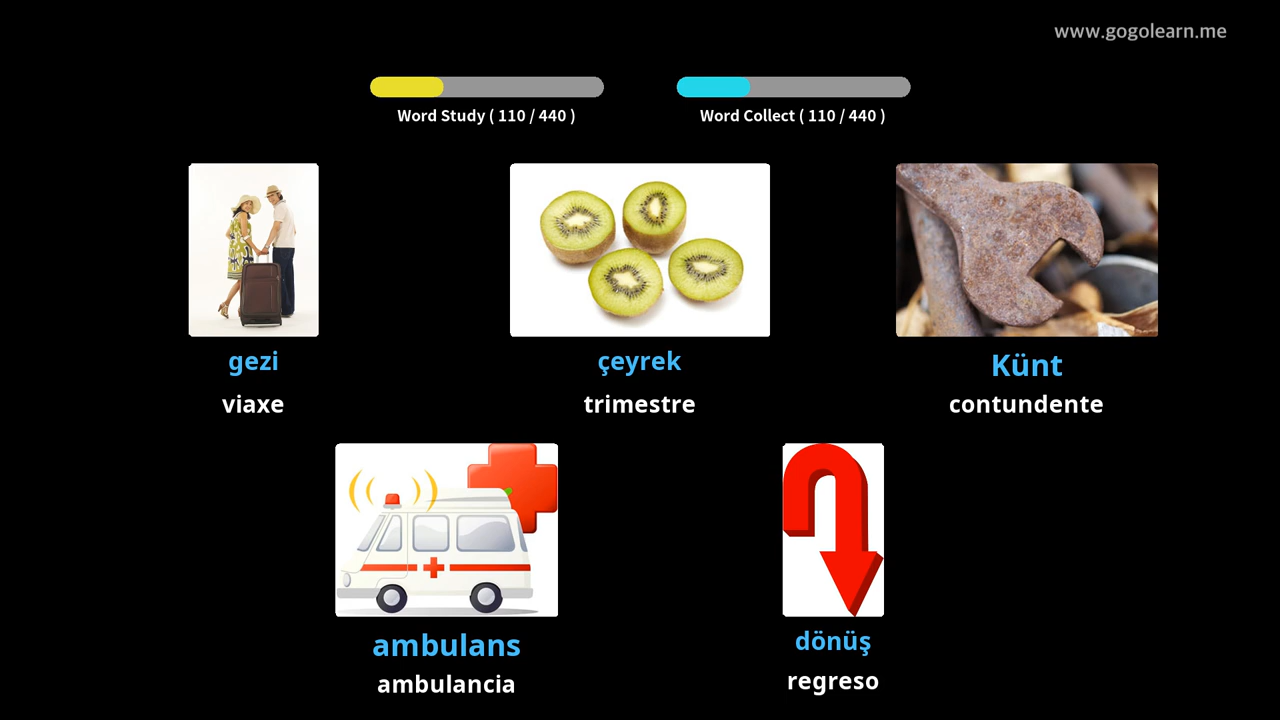 www.gogolearn.me
Word Study ( 110 / 440 )
Word Collect ( 110 / 440 )
gezi
viaxe
çeyrek
trimestre
Künt
contundente
ambulans
ambulancia
dönüş
regreso